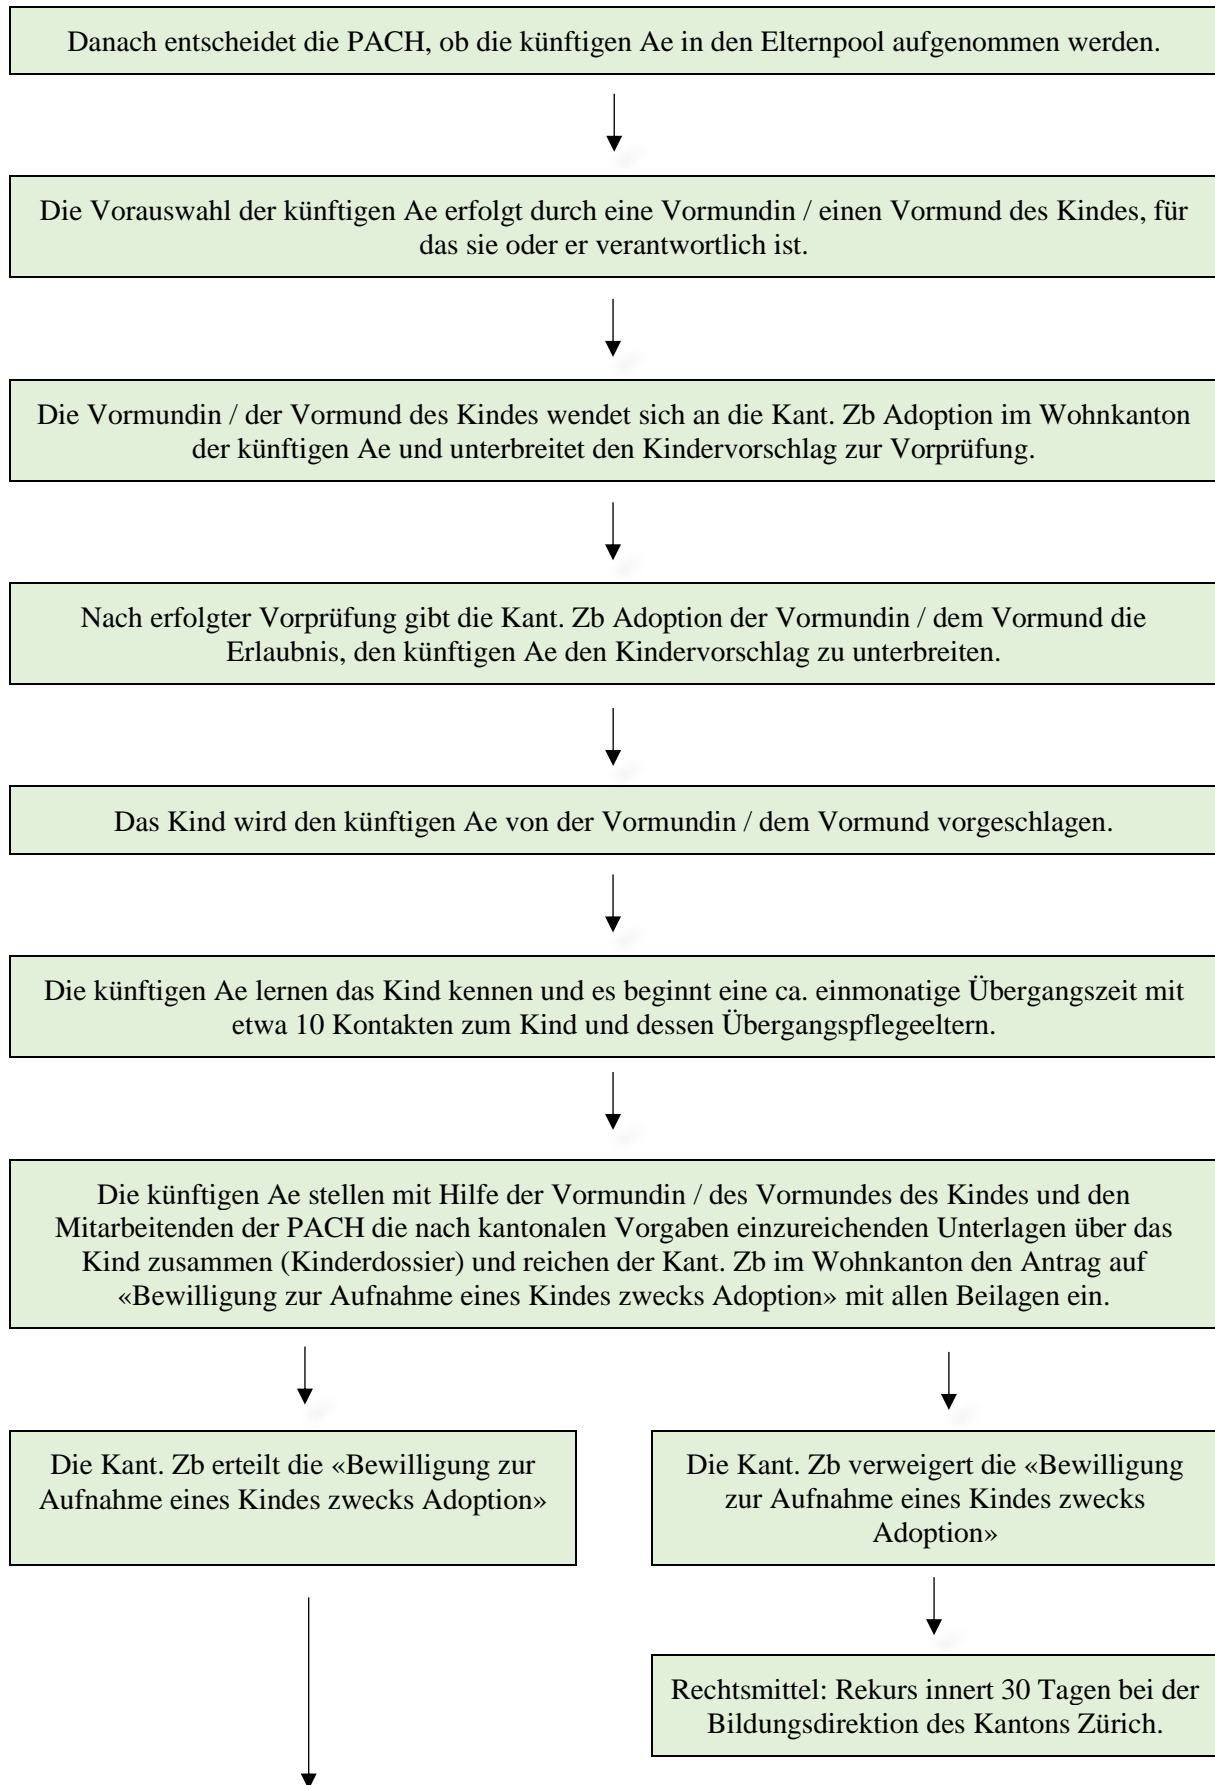 Danach entscheidet die PACH, ob die künftigen Ae in den Elternpool aufgenommen werden.
Die Vorauswahl der künftigen Ae erfolgt durch eine Vormundin / einen Vormund des Kindes, für
das sie oder er verantwortlich ist.
Die Vormundin / der Vormund des Kindes wendet sich an die Kant. Zb Adoption im Wohnkanton
der künftigen Ae und unterbreitet den Kindervorschlag zur Vorprüfung.
Nach erfolgter Vorprüfung gibt die Kant. Zb Adoption der Vormundin / dem Vormund die
Erlaubnis, den künftigen Ae den Kindervorschlag zu unterbreiten.
Das Kind wird den künftigen Ae von der Vormundin / dem Vormund vorgeschlagen.
Die künftigen Ae lernen das Kind kennen und es beginnt eine ca. einmonatige Übergangszeit mit
etwa 10 Kontakten zum Kind und dessen Übergangspflegeeltern.
Die künftigen Ae stellen mit Hilfe der Vormundin / des Vormundes des Kindes und den
Mitarbeitenden der PACH die nach kantonalen Vorgaben einzureichenden Unterlagen über das
Kind zusammen (Kinderdossier) und reichen der Kant. Zb im Wohnkanton den Antrag auf
«Bewilligung zur Aufnahme eines Kindes zwecks Adoption» mit allen Beilagen ein.
Die Kant. Zb erteilt die «Bewilligung zur
Aufnahme eines Kindes zwecks Adoption»
Die Kant. Zb verweigert die «Bewilligung
zur Aufnahme eines Kindes zwecks
Adoption»
Rechtsmittel: Rekurs innert 30 Tagen bei der
Bildungsdirektion des Kantons Zürich.